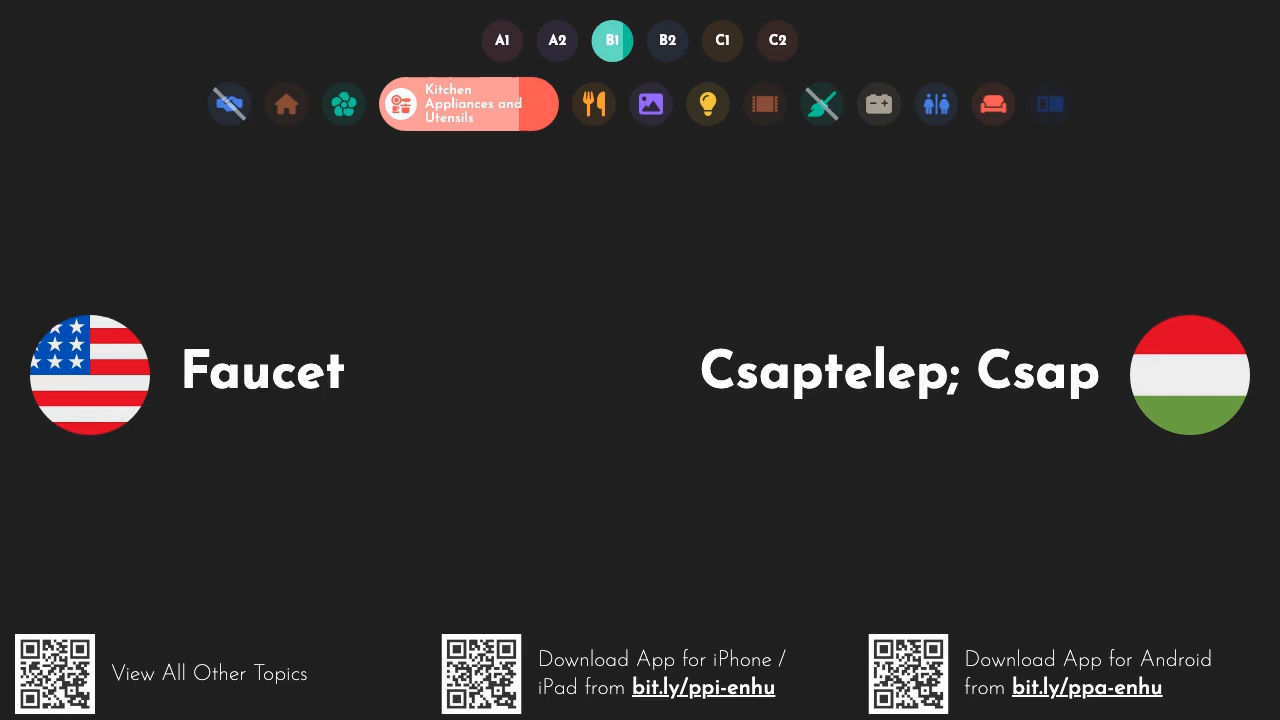 A1 A2 B1 B2 C1 C2
Kitchen
Appliances and
Utensils
Faucet
Csaptelep; Csap
View All Other Topics
Download App for iPhone /
iPad from bit.ly/ppi-enhu
Download App for Android
from bit.ly/ppa-enhu